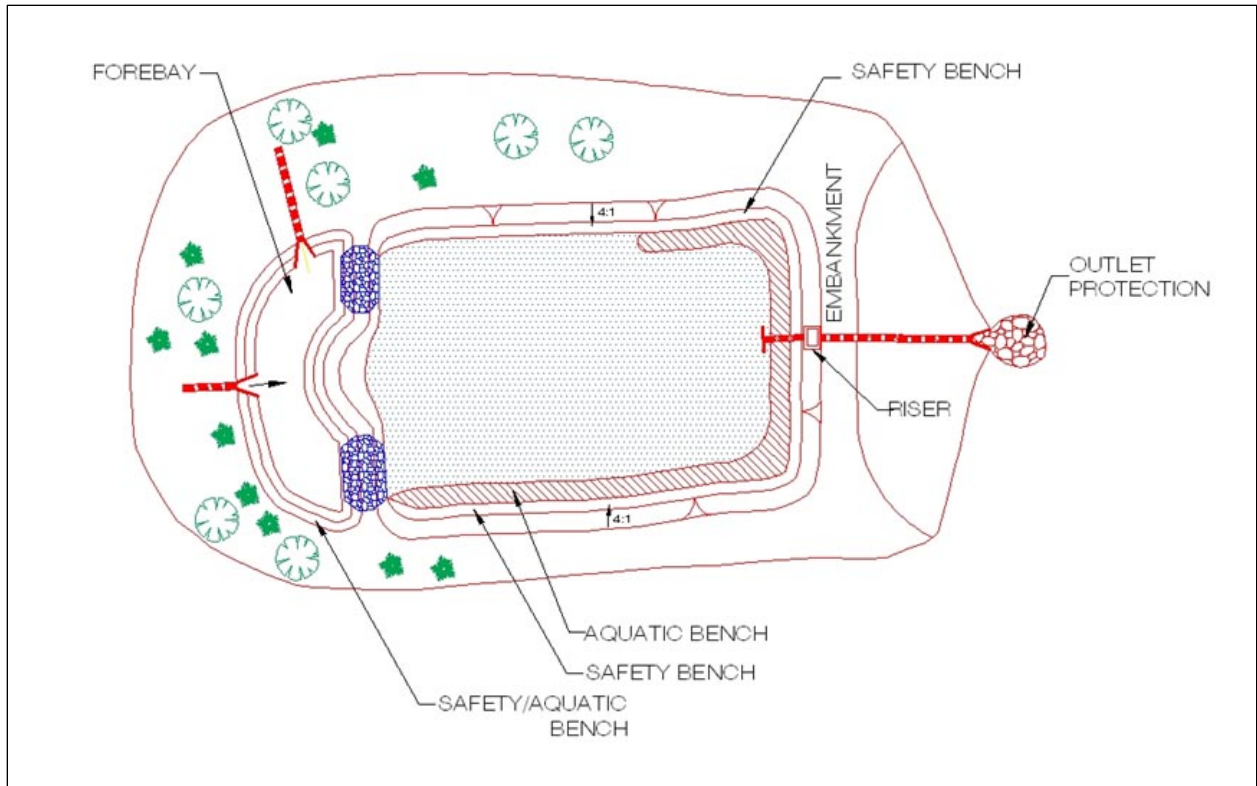 FOREBAY
SAFETY BENCH
4:1
EMBANKMENT
OUTLET
PROTECTION
RISER
4:1
AQUATIC BENCH
SAFETY BENCH
SAFETY/AQUATIC
BENCH